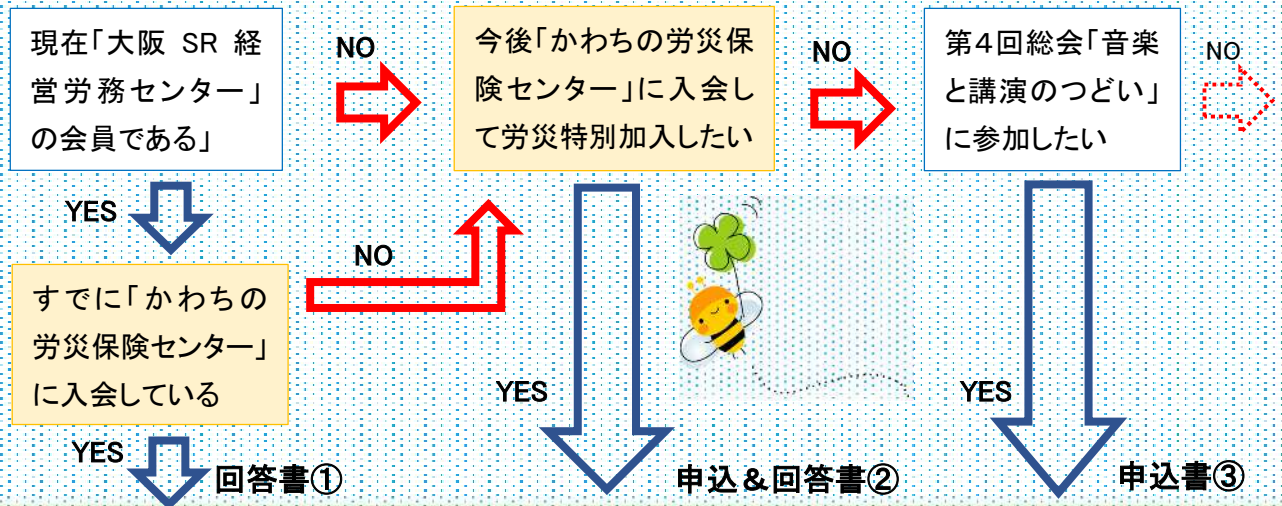 現在「大阪 SR 経
営労務センター」
の会員である」
NO
今後「かわちの労災保
険センター」に入会し
て労災特別加入したい
NO
第4回総会「音楽
と講演のつどい」
に参加したい
NO
YES
NO
すでに「かわちの
労災保険センター」
に入会している
YES
YES
YES
回答書①
申込&回答書②
申込書③